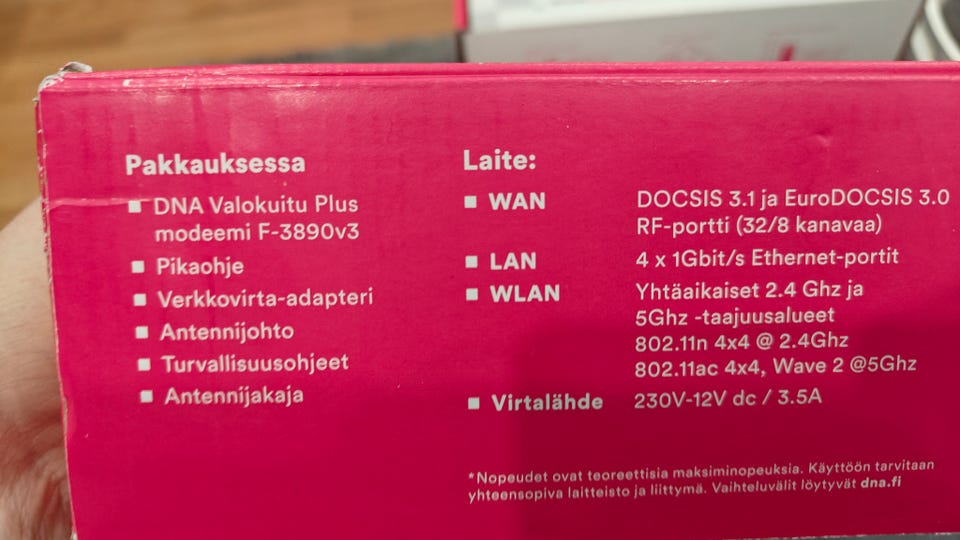 Pakkauksessa
■ DNA Valokuitu Plus
modeemi F-3890v3
■ Pikaohje
■ Verkkovirta-adapteri
■ Antennijohto
■ Turvallisuusohjeet
■ Antennijakaja
Laite:
■ WAN DOCSIS 3.1 ja EuroDOCSIS 3.0
RF-portti (32/8 kanavaa)
■ LAN 4 x 1Gbit/s Ethernet-portit
■ WLAN Yhtäaikaiset 2.4 Ghz ja
5Ghz -taajuusalueet
802.11n 4x4 @ 2.4Ghz
802.11ac 4x4, Wave 2 @5Ghz
■ Virtalähde 230V-12V dc / 3.5A
*Nopeudet ovat teoreettisia maksiminopeuksia. Käyttöön tarvitaan
yhteensopiva laitteisto ja liittymä. Vaihteluvälit löytyvät dna.fi